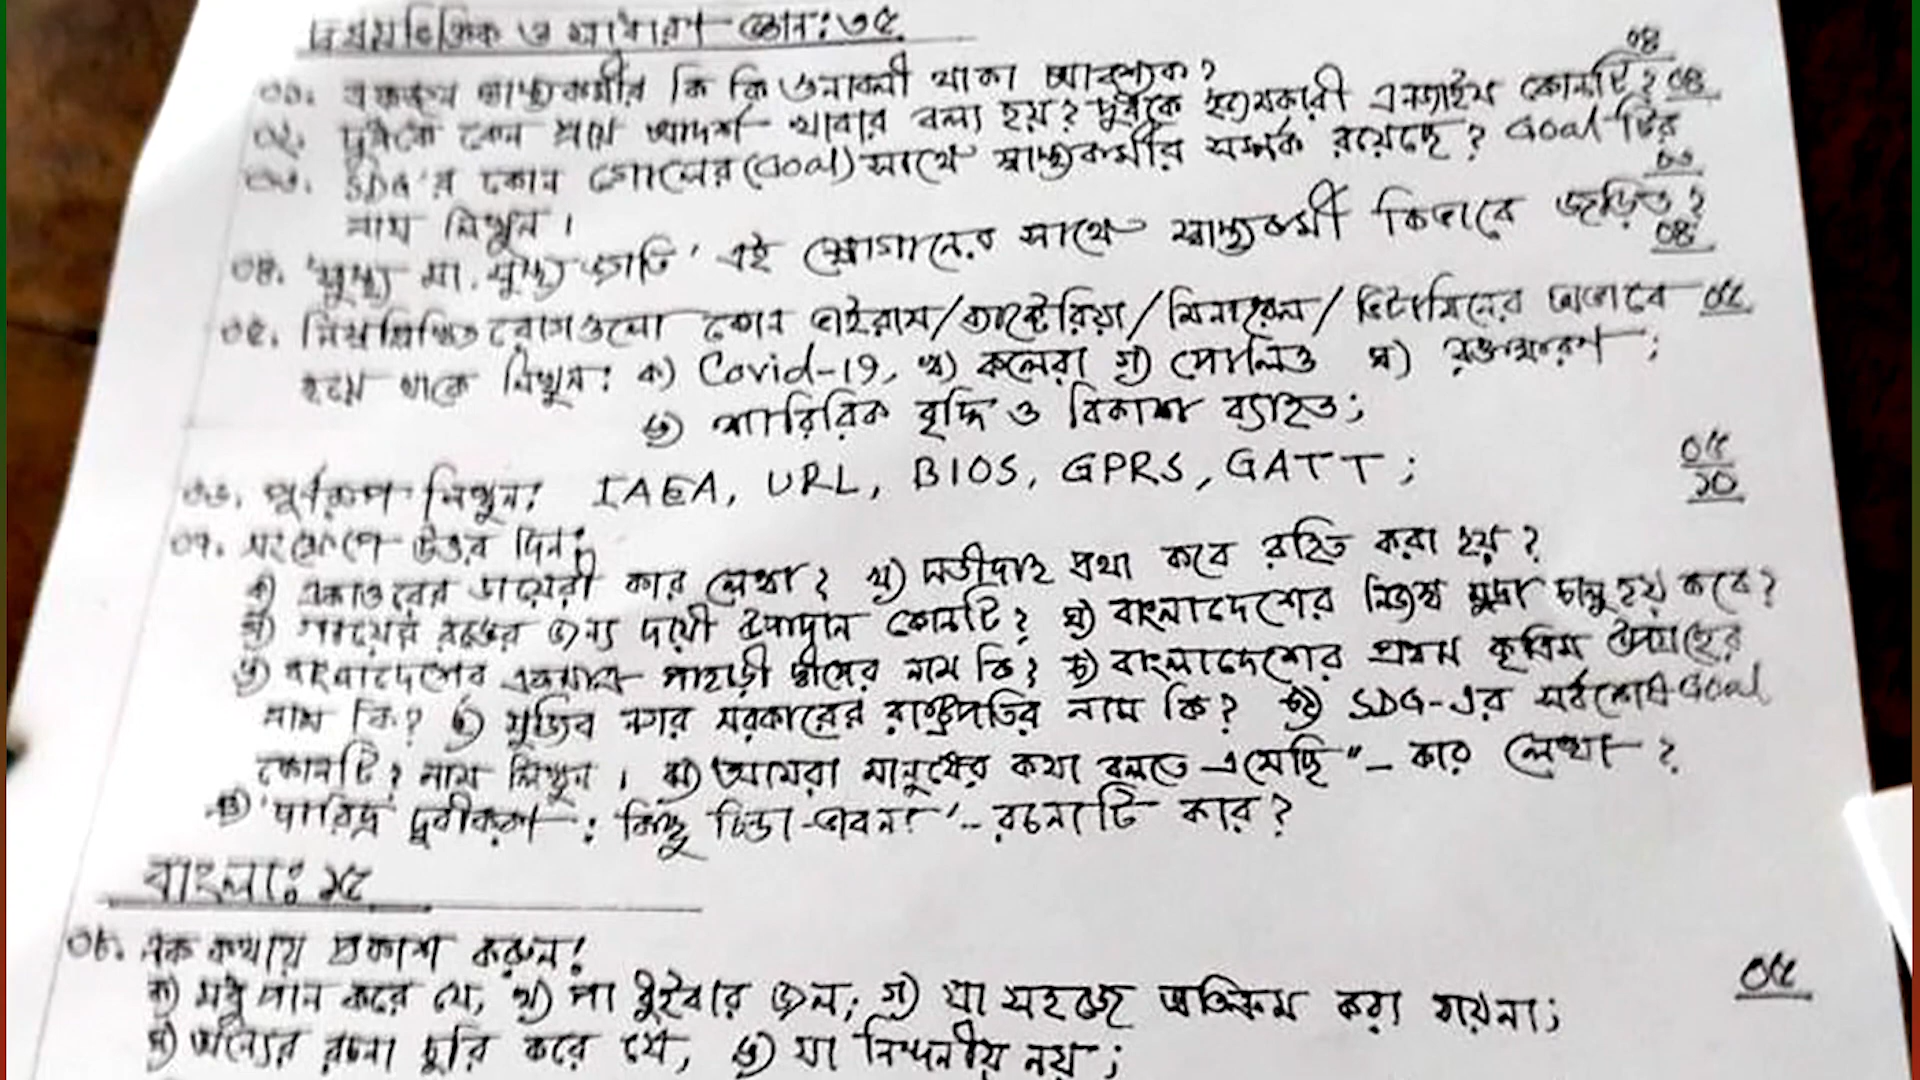 বিষয়ভিত্তিক ও সাধারণ জ্ঞান: ৩৫
০১. একজন স্বাস্থ্যকর্মীর কি কি গুনাবলী থাকা আবশ্যক? ০৪
০২. দুধকে কেন আদর্শ খাবার বলা হয়? দুধকে হজমকারী এনজাইম কোনটি? ০৪
০৩. SDG'র কোন গোলের (Goal) সাথে স্বাস্থ্যকর্মীর সম্পর্ক রয়েছে? Goal টির
নাম লিখুন। ০৩
০৪. 'সুস্থ্য মা, সুস্থ্য জাতি' এই স্লোগানের সাথে স্বাস্থ্যকর্মী কিভাবে জড়িত? ০৪
০৫. নিম্নলিখিত রোগগুলো কোন ভাইরাস/ব্যাক্টেরিয়া/মিনারেল/ভিটামিনের অভাবে ০৫
হয়ে থাকে লিখুন: ক) Covid-19, খ) কলেরা গ) পোলিও ঘ) রক্তক্ষরণ;
ঙ) শারিরিক বৃদ্ধি ও বিকাশ ব্যাহত;
০৬. পূর্ণরূপ লিখুন: IAEA, URL, BIOS, GPRS, GATT; ০৫
০৭. সংক্ষেপে উত্তর দিন: ১০
ক) একাত্তরের ডায়েরী কার লেখা? খ) সতীদাহ প্রথা কবে রহিত করা হয়?
গ) রঙের জন্য দায়ী উপাদান কোনটি? ঘ) বাংলাদেশের নিজস্ব মুদ্রা চালু হয় কবে?
ঙ) বাংলাদেশের একমাত্র পাহাড়ী দ্বীপের নাম কি? চ) বাংলাদেশের প্রথম কৃত্রিম উপগ্রহের
নাম কি? ছ) মুজিব নগর সরকারের রাষ্ট্রপতির নাম কি? জ) SDG-এর সর্বশেষ Goal
কোনটি? নাম লিখুন। ঝ) "আমরা মানুষের কথা বলতে এসেছি" – কার লেখা?
ঞ) 'দারিদ্র দূরীকরণ: কিছু চিন্তা-ভাবনা' – রচনাটি কার?
বাংলা: ১৫
০৮. এক কথায় প্রকাশ করুন: ০৫
ক) মধু পান করে যে, খ) পা ধুইবার জল; গ) যা সহজে অতিক্রম করা যায়না;
ঘ) অন্যের রচনা চুরি করে যে, ঙ) যা নিন্দনীয় নয়;